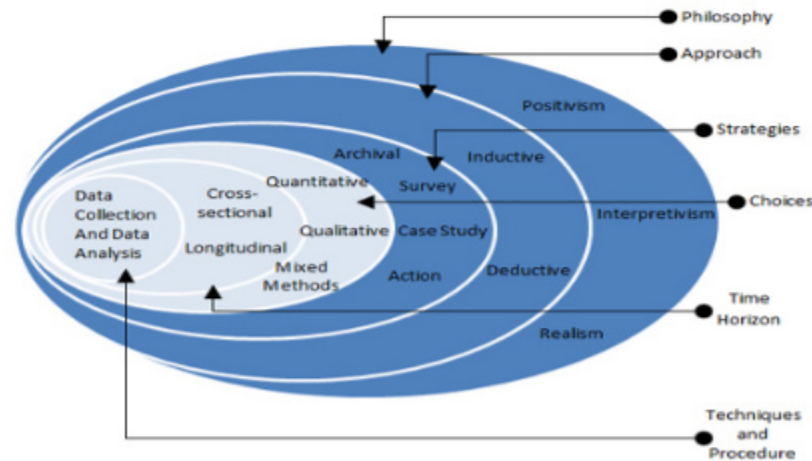 Philosophy
Approach
Positivism
Strategies
Archival
Inductive
Quantitative
Survey
Cross-
sectional
Data
Collection
And Data
Analysis
Choices
Interpretivism
Qualitative
Case Study
Longitudinal
Mixed
Methods
Action
Deductive
Time
Horizon
Realism
Techniques
and
Procedure